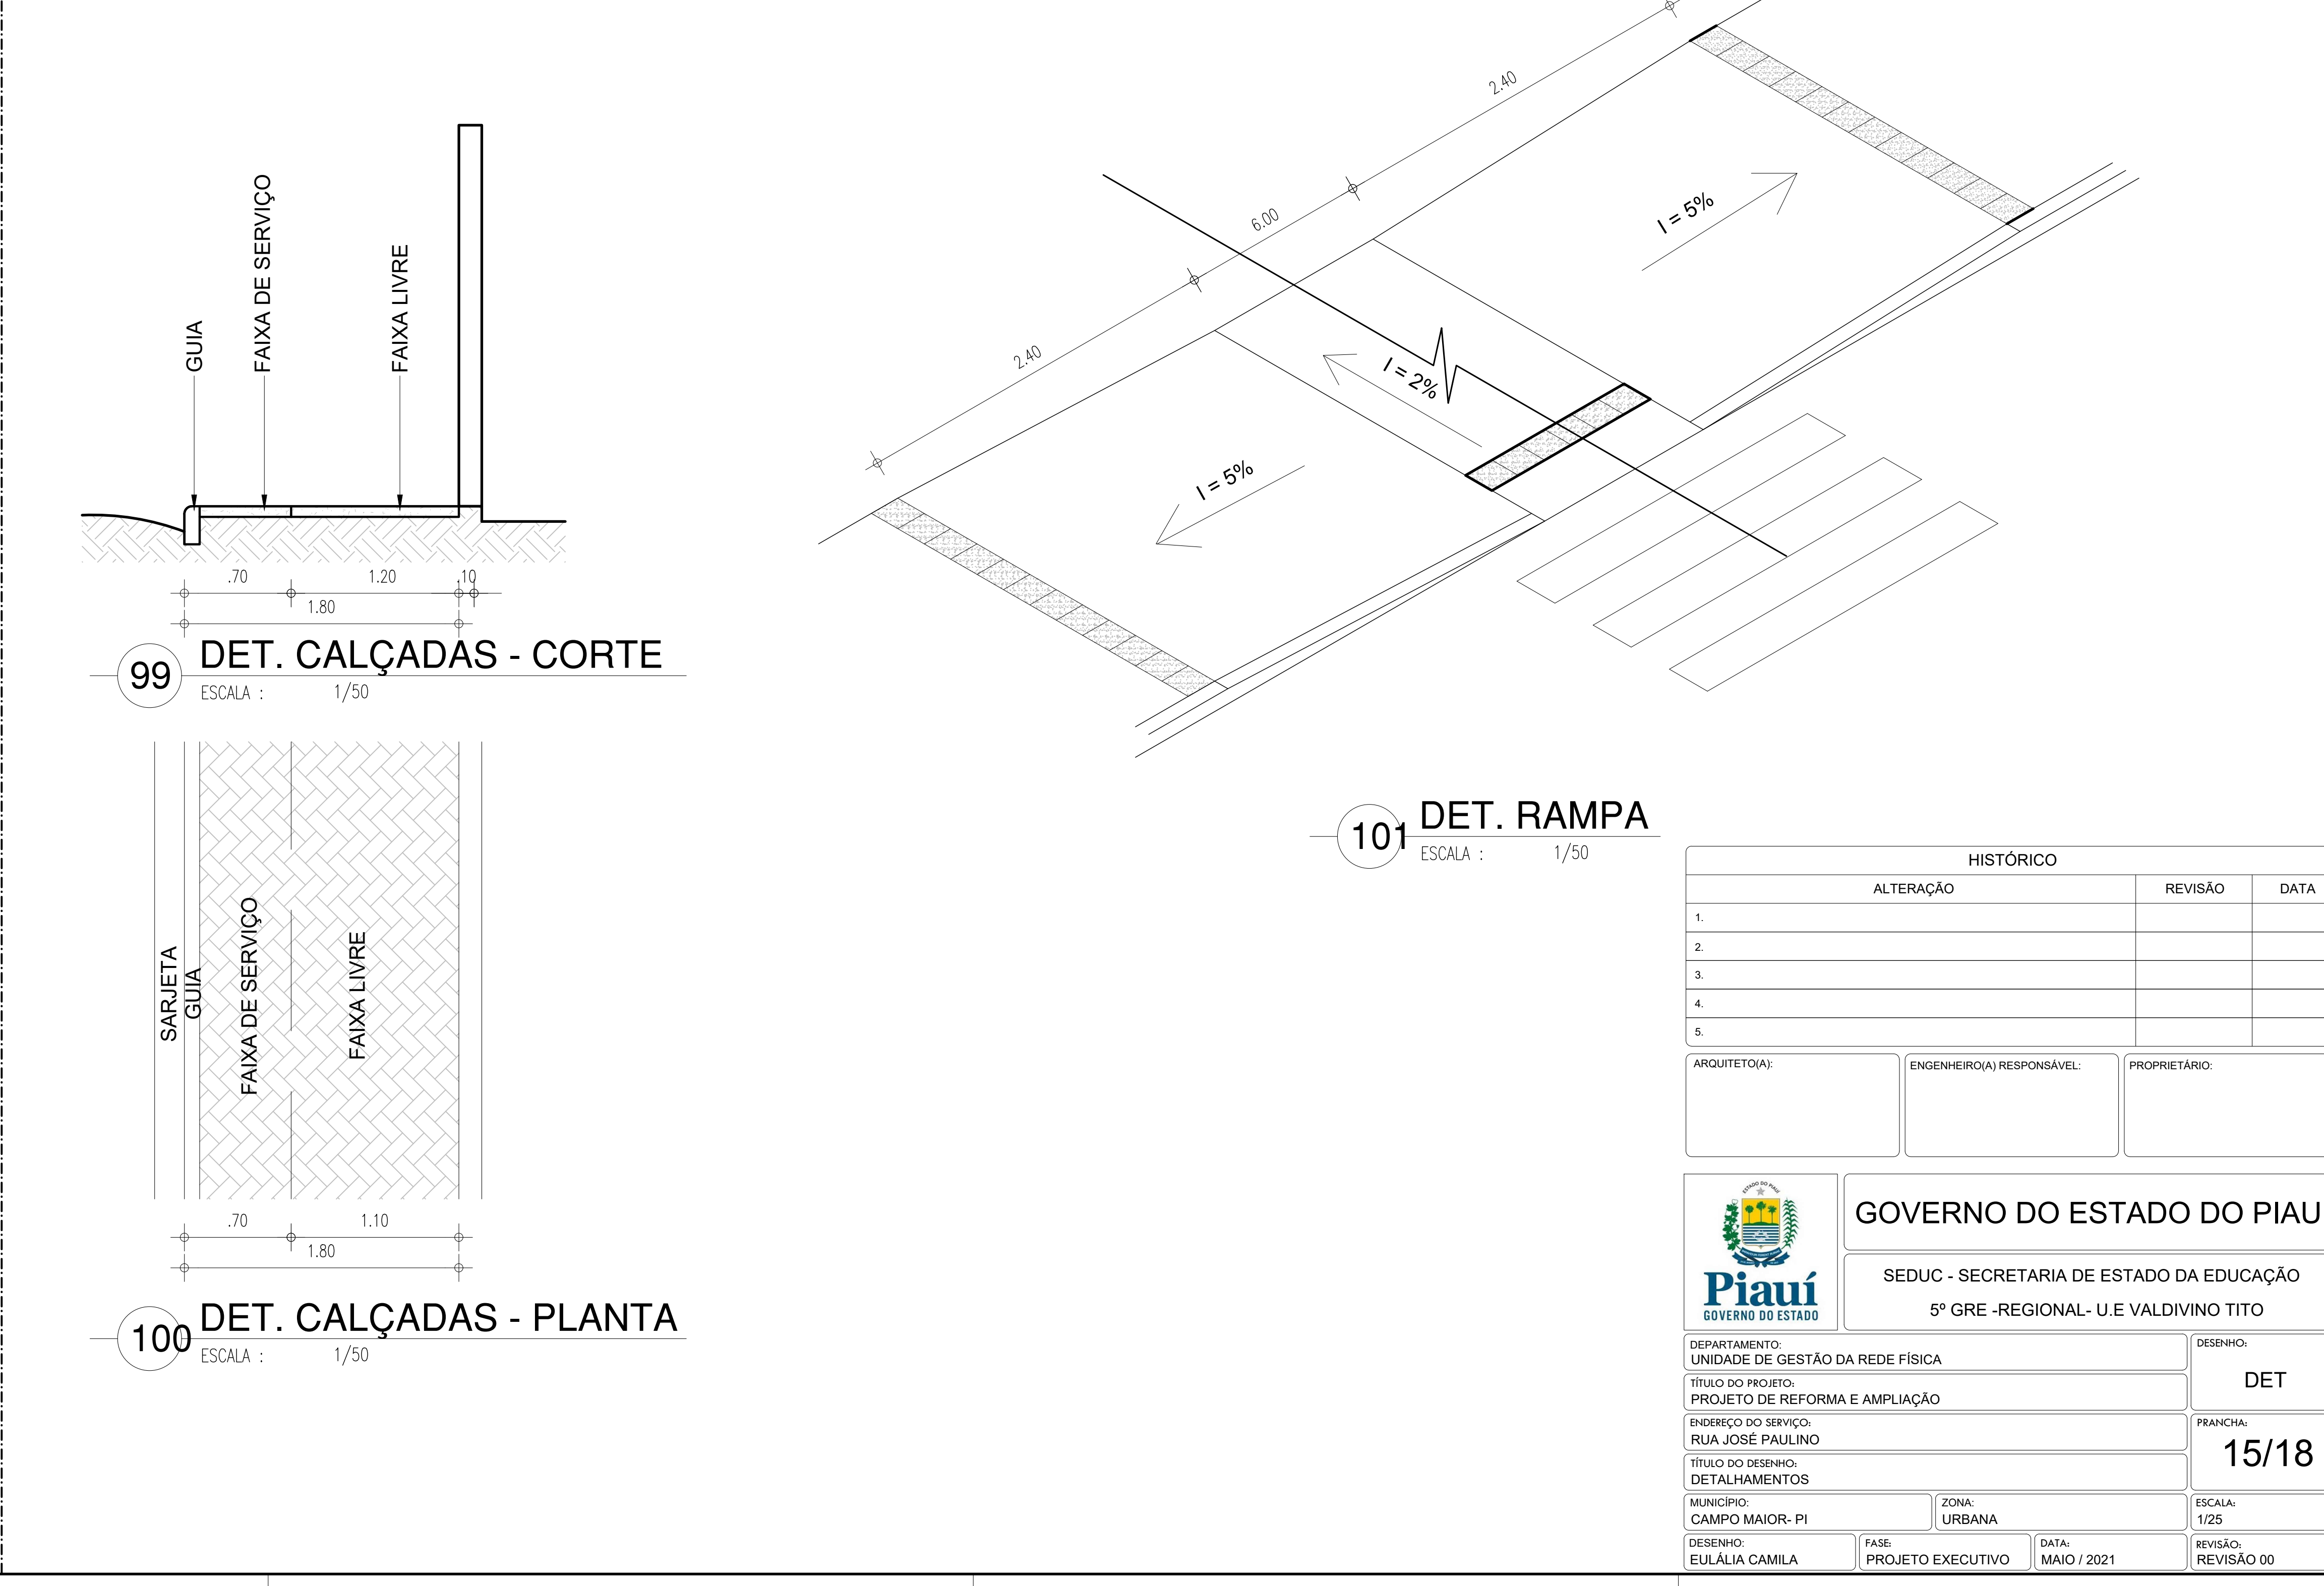 GUIA
FAIXA DE SERVIÇO
FAIXA LIVRE
.70
1.20
.10
1.80
99
DET. CALÇADAS - CORTE
ESCALA :
1/50
SARJETA
GUIA
FAIXA DE SERVIÇO
FAIXA LIVRE
.70
1.10
1.80
100
DET. CALÇADAS - PLANTA
ESCALA :
1/50
2.40
6.00
2.40
I = 5%
I = 2%
I = 5%
101
DET. RAMPA
ESCALA :
1/50
HISTÓRICO
ALTERAÇÃO
REVISÃO
DATA
1.
2.
3.
4.
5.
ARQUITETO(A):
ENGENHEIRO(A) RESPONSÁVEL:
PROPRIETÁRIO:
ESTADO DO PIAUÍ
Piauí
GOVERNO DO ESTADO
GOVERNO DO ESTADO DO PIAU
SEDUC - SECRETARIA DE ESTADO DA EDUCAÇÃO
5º GRE -REGIONAL- U.E VALDIVINO TITO
DEPARTAMENTO:
UNIDADE DE GESTÃO DA REDE FÍSICA
DESENHO:
DET
TÍTULO DO PROJETO:
PROJETO DE REFORMA E AMPLIAÇÃO
ENDEREÇO DO SERVIÇO:
RUA JOSÉ PAULINO
PRANCHA:
15/18
TÍTULO DO DESENHO:
DETALHAMENTOS
MUNICÍPIO:
CAMPO MAIOR- PI
ZONA:
URBANA
ESCALA:
1/25
DESENHO:
EULÁLIA CAMILA
FASE:
PROJETO EXECUTIVO
DATA:
MAIO / 2021
REVISÃO:
REVISÃO 00